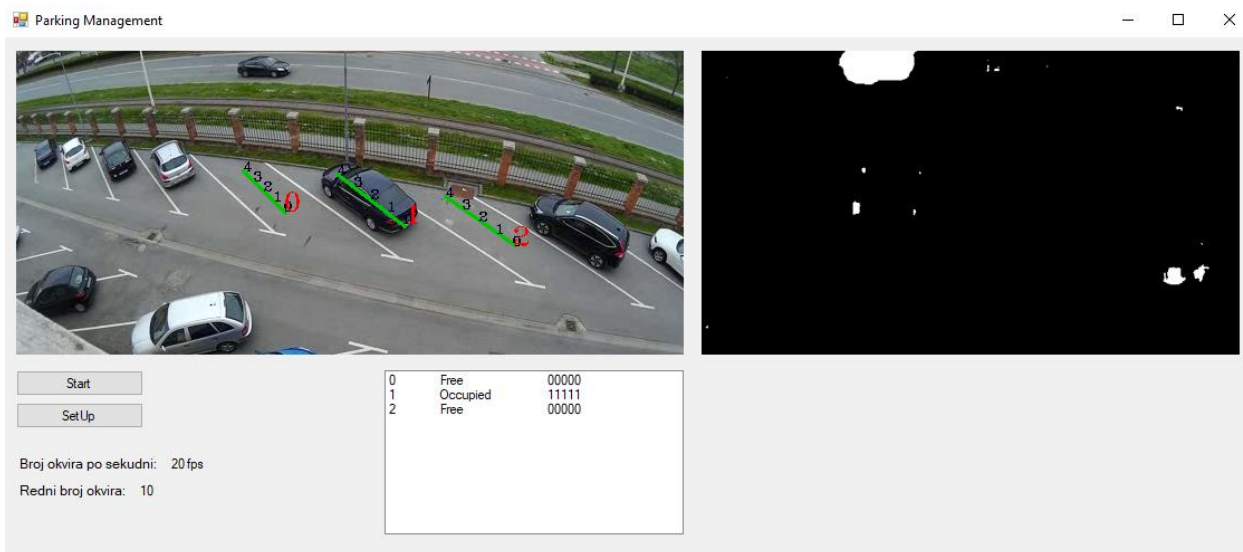 Parking Management
4 3 2 1 0 0
4 3 2 1 1
4 3 2 1 0 2
Start
SetUp
Broj okvira po sekudni: 20 fps
Redni broj okvira: 10
0 Free 00000
1 Occupied 11111
2 Free 00000